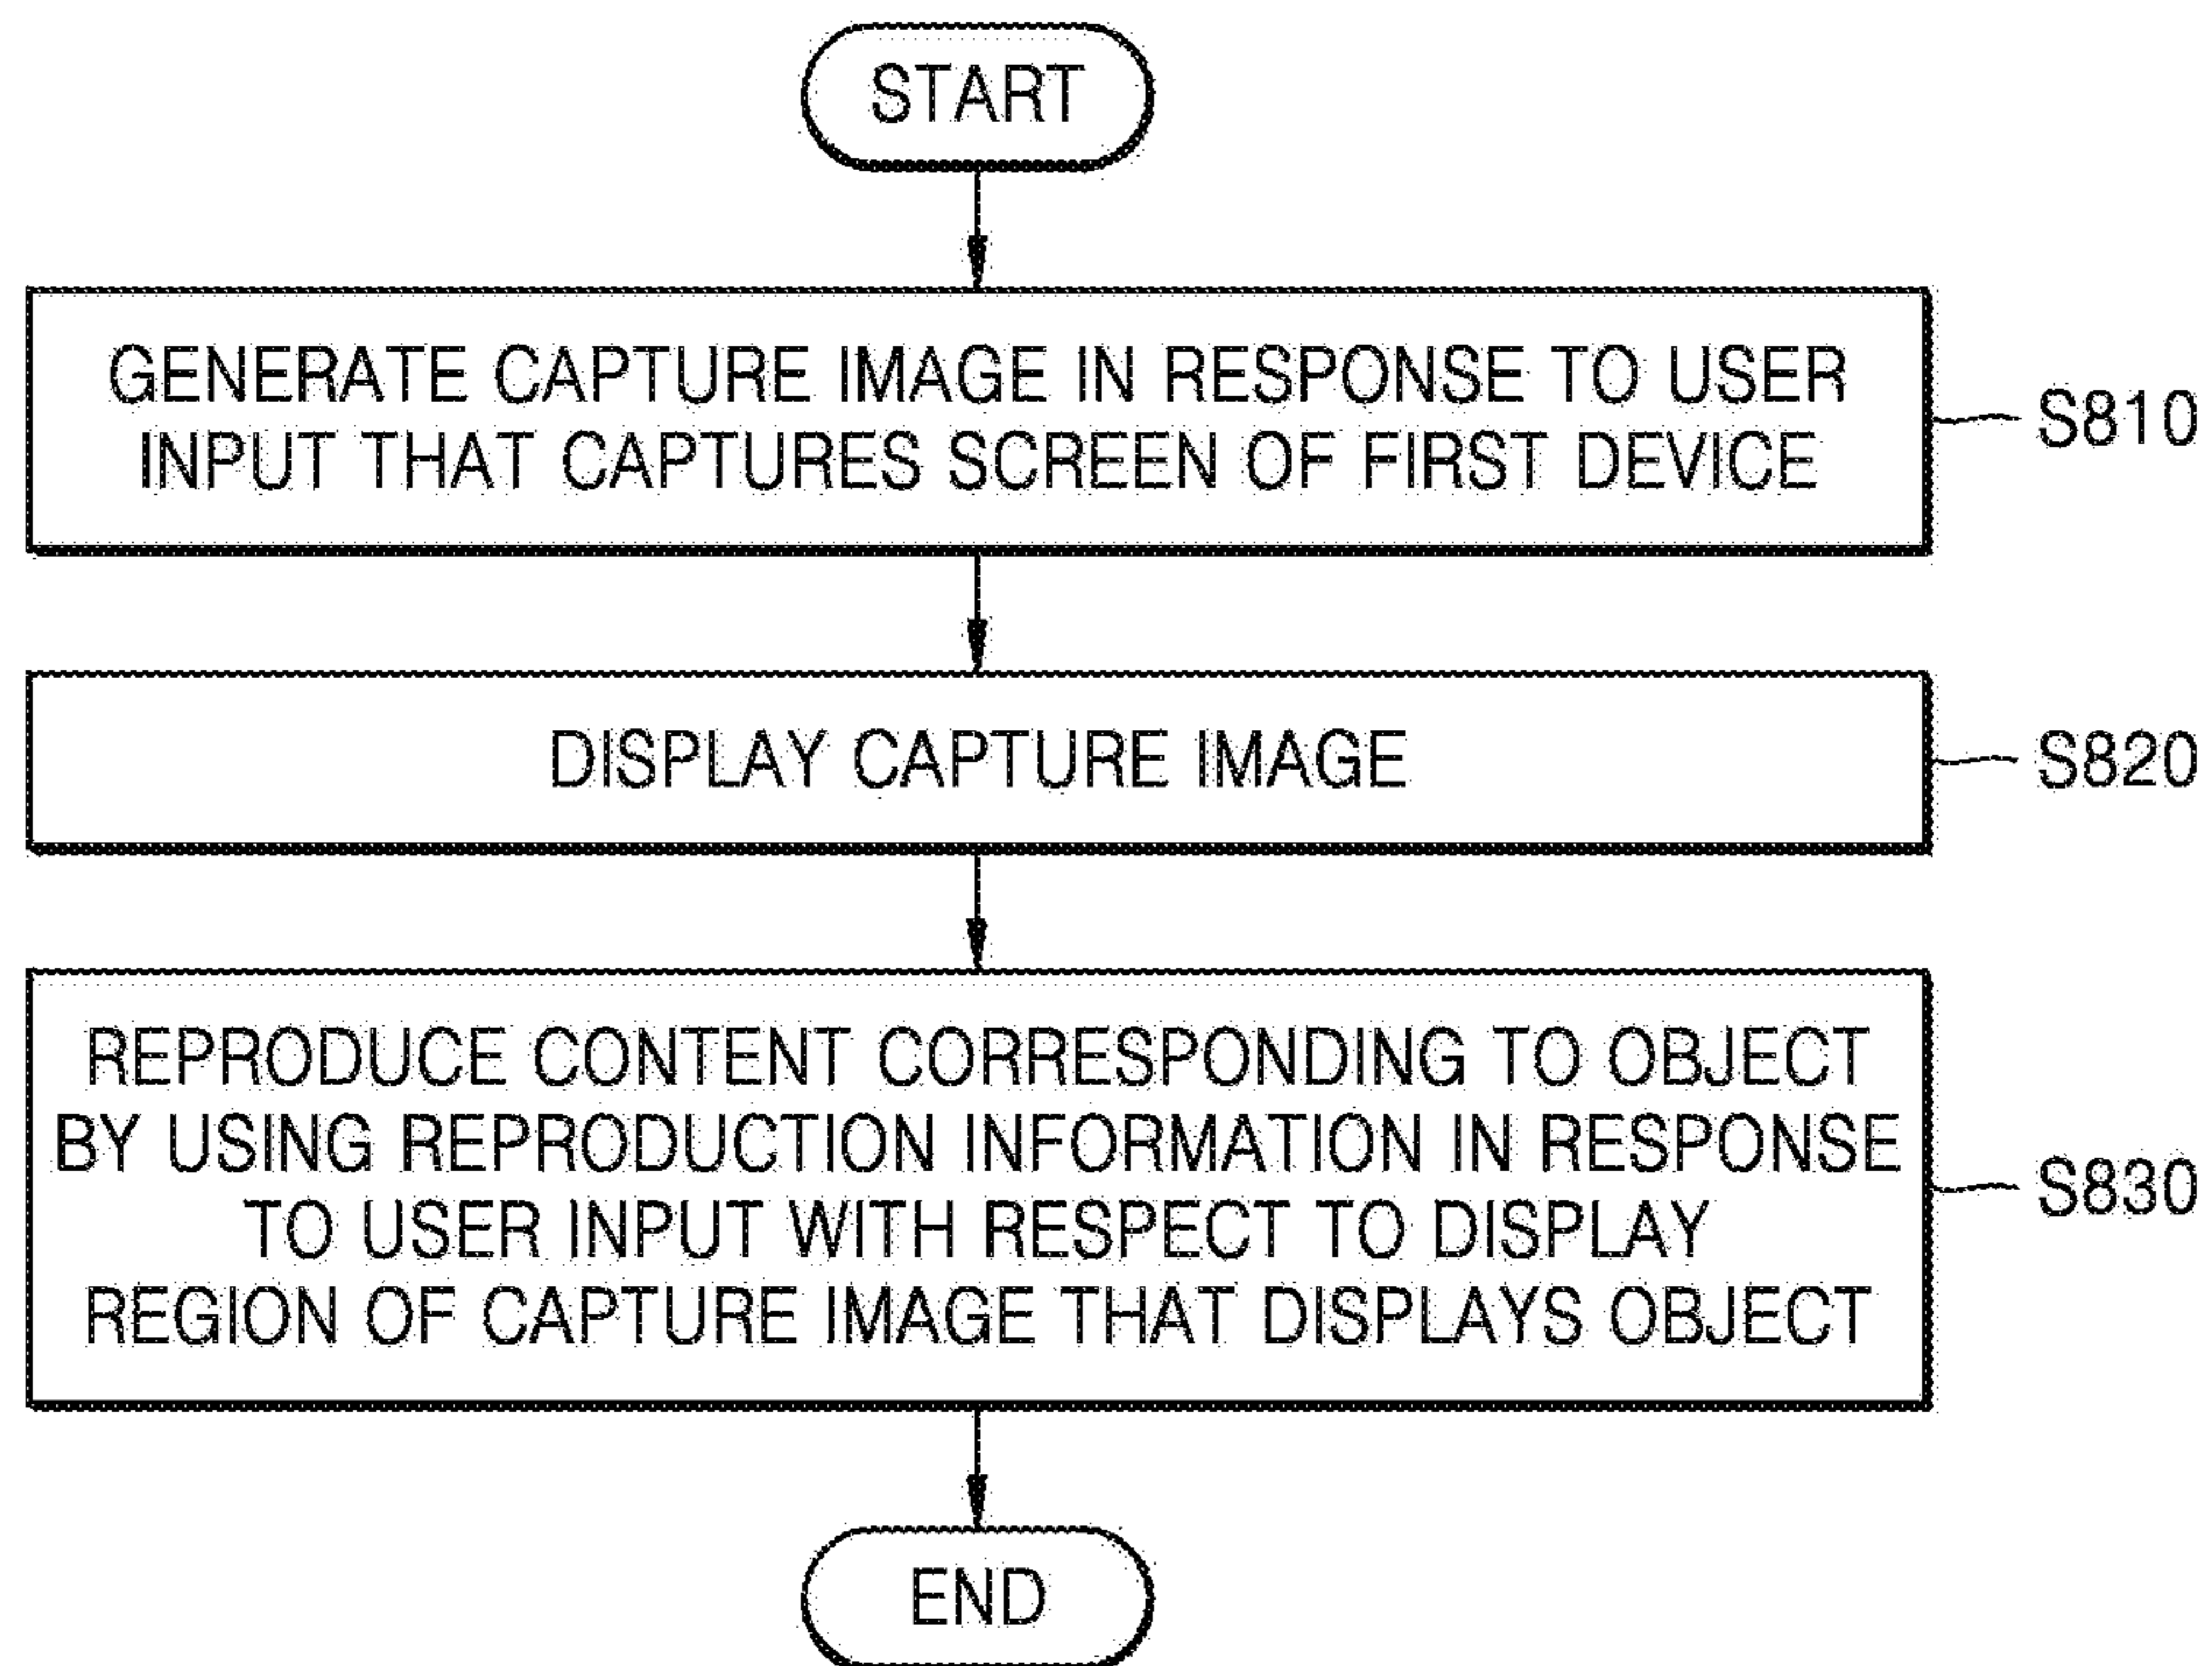 START
GENERATE CAPTURE IMAGE IN RESPONSE TO USER
INPUT THAT CAPTURES SCREEN OF FIRST DEVICE
S810
DISPLAY CAPTURE IMAGE
S820
REPRODUCE CONTENT CORRESPONDING TO OBJECT
BY USING REPRODUCTION INFORMATION IN RESPONSE
TO USER INPUT WITH RESPECT TO DISPLAY
REGION OF CAPTURE IMAGE THAT DISPLAYS OBJECT
S830
END